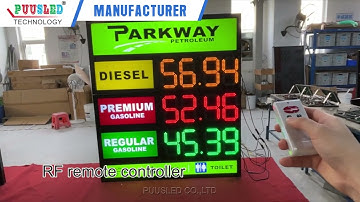 PUUSLED
TECHNOLOGY
MANUFACTURER
PARKWAY
PETROLEUM
DIESEL 56.94
PREMIUM
GASOLINE 52.46
REGULAR
GASOLINE 45.39
TOILET
RF remote controller
PUUSLED CO.,LTD